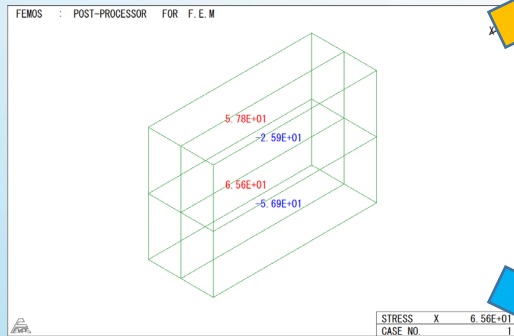 FEMOS : POST-PROCESSOR FOR F.E.M
X
5.78E+01
-2.59E+01
6.56E+01
-5.69E+01
STRESS X 6.56E+01
CASE NO. 1